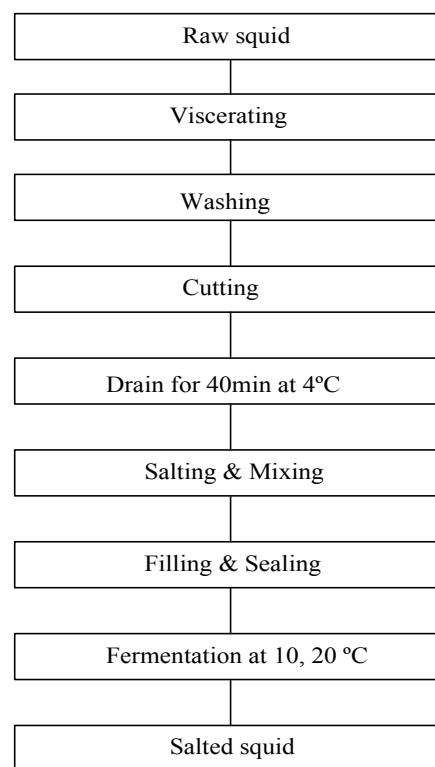 Raw squid
Viscerating
Washing
Cutting
Drain for 40min at 4ºC
Salting & Mixing
Filling & Sealing
Fermentation at 10, 20 ºC
Salted squid